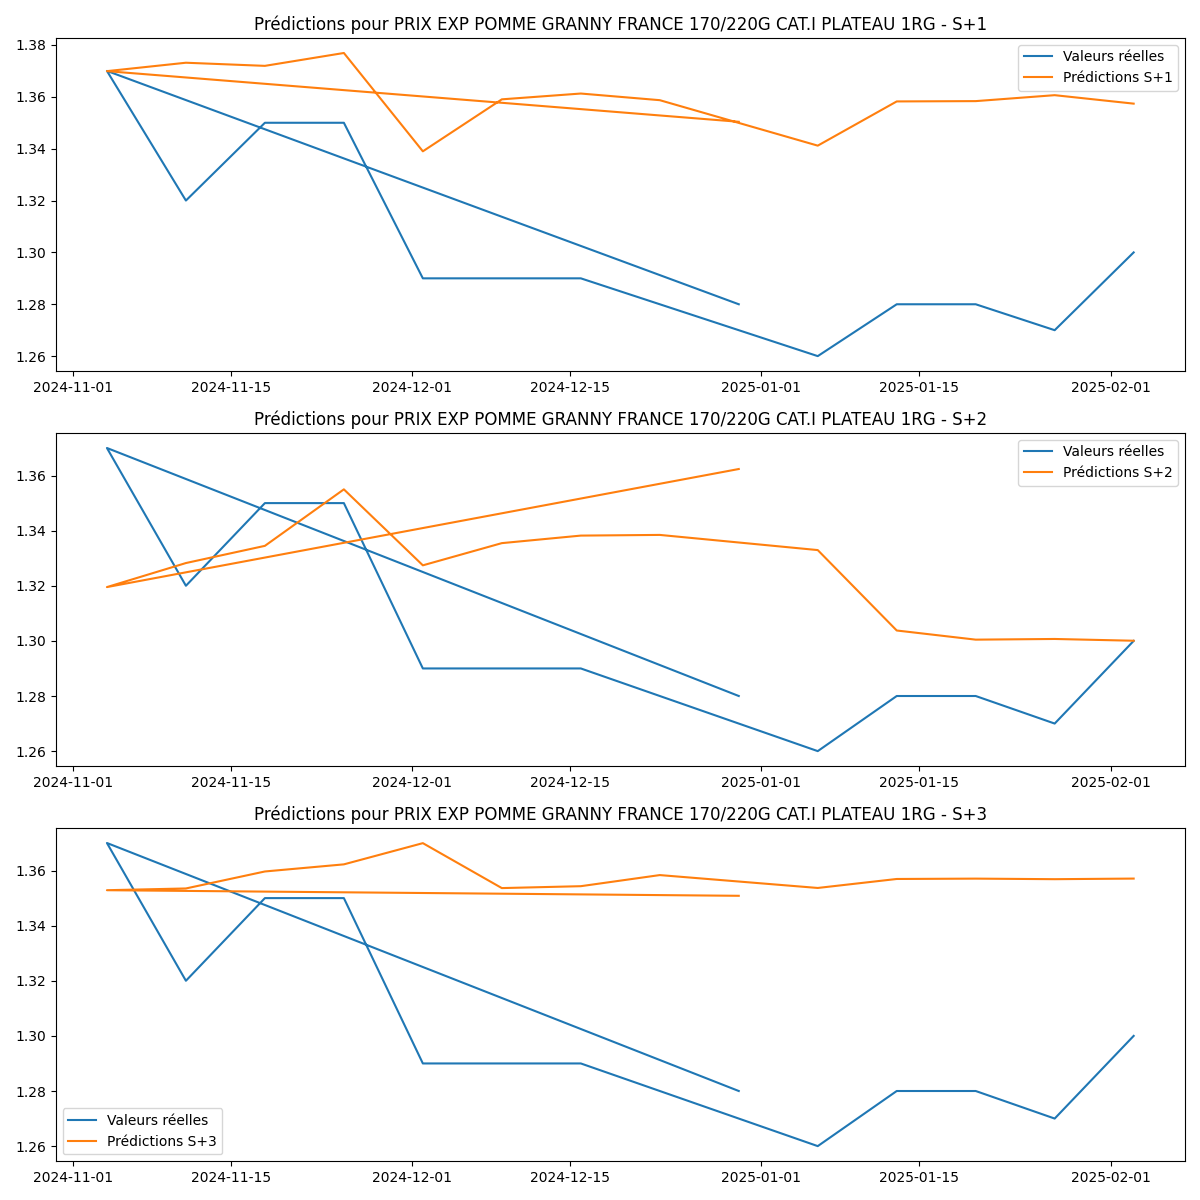 Prédictions pour PRIX EXP POMME GRANNY FRANCE 170/220G CAT.I PLATEAU 1RG - S+1
1.38
1.36
1.34
1.32
1.30
1.28
1.26
Valeurs réelles
Prédictions S+1
2024-11-01 2024-11-15 2024-12-01 2024-12-15 2025-01-01 2025-01-15 2025-02-01
Prédictions pour PRIX EXP POMME GRANNY FRANCE 170/220G CAT.I PLATEAU 1RG - S+2
1.36
1.34
1.32
1.30
1.28
1.26
Valeurs réelles
Prédictions S+2
2024-11-01 2024-11-15 2024-12-01 2024-12-15 2025-01-01 2025-01-15 2025-02-01
Prédictions pour PRIX EXP POMME GRANNY FRANCE 170/220G CAT.I PLATEAU 1RG - S+3
1.36
1.34
1.32
1.30
1.28
1.26
Valeurs réelles
Prédictions S+3
2024-11-01 2024-11-15 2024-12-01 2024-12-15 2025-01-01 2025-01-15 2025-02-01